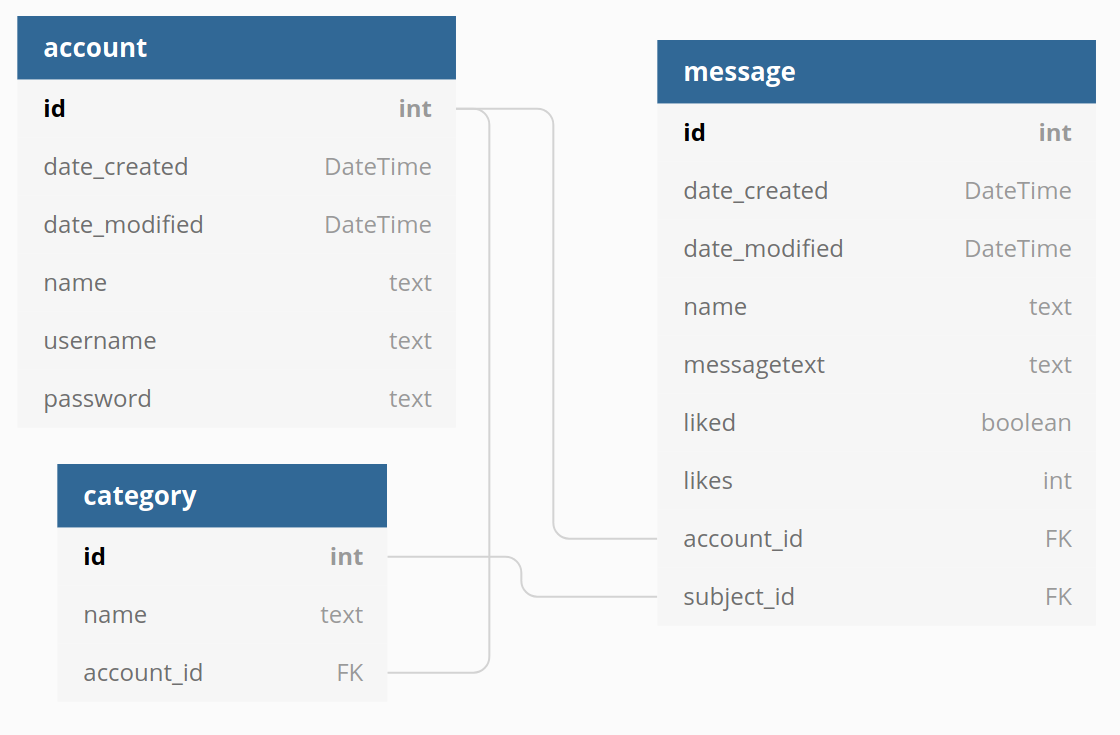 account
id int
date_created DateTime
date_modified DateTime
name text
username text
password text
category
id int
name text
account_id FK
message
id int
date_created DateTime
date_modified DateTime
name text
messagetext text
liked boolean
likes int
account_id FK
subject_id FK